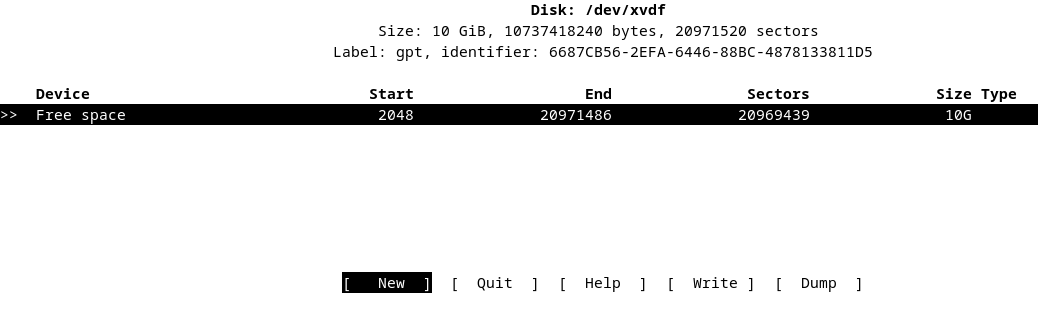 Disk: /dev/xvdf
Size: 10 GiB, 10737418240 bytes, 20971520 sectors
Label: gpt, identifier: 6687CB56-2EFA-6446-88BC-4878133811D5
Device Start End Sectors Size Type
>> Free space 2048 20971486 20969439 10G
[ New ] [ Quit ] [ Help ] [ Write ] [ Dump ]